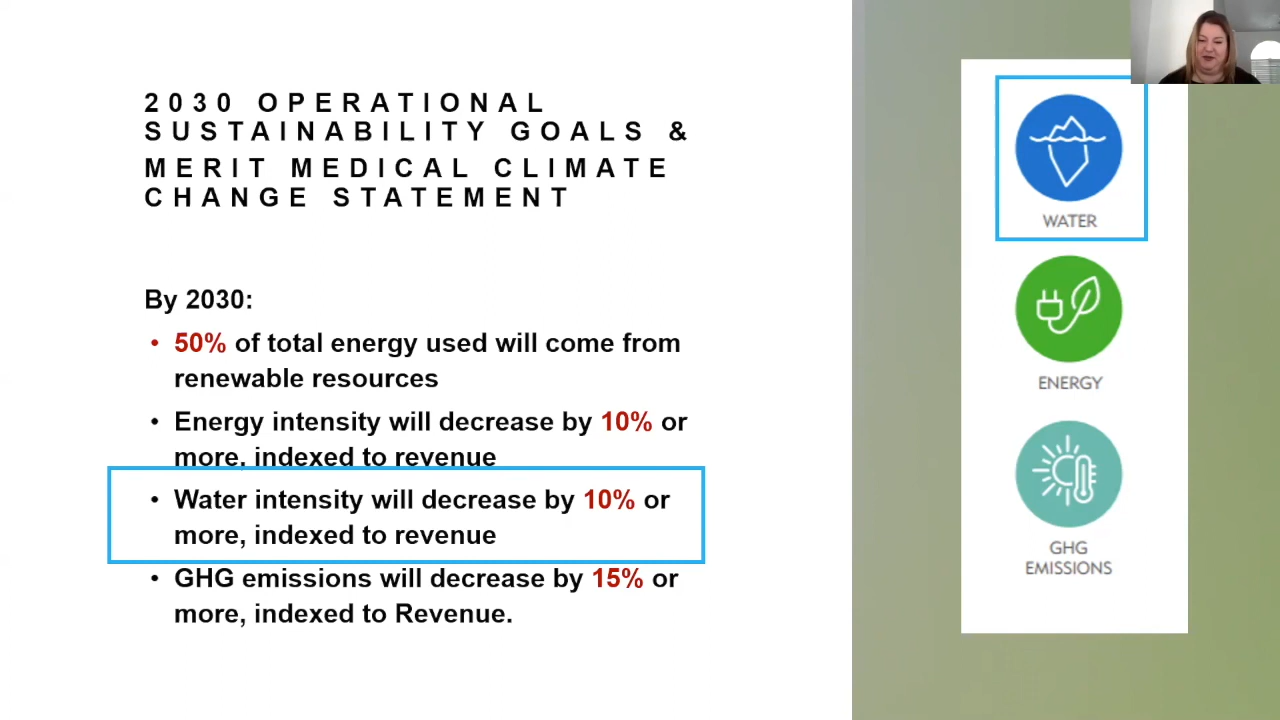 2030 OPERATIONAL
SUSTAINABILITY GOALS &
MERIT MEDICAL CLIMATE
CHANGE STATEMENT
By 2030:
• 50% of total energy used will come from
renewable resources
• Energy intensity will decrease by 10% or
more, indexed to revenue
• Water intensity will decrease by 10% or
more, indexed to revenue
• GHG emissions will decrease by 15% or
more, indexed to Revenue.
WATER
ENERGY
GHG
EMISSIONS